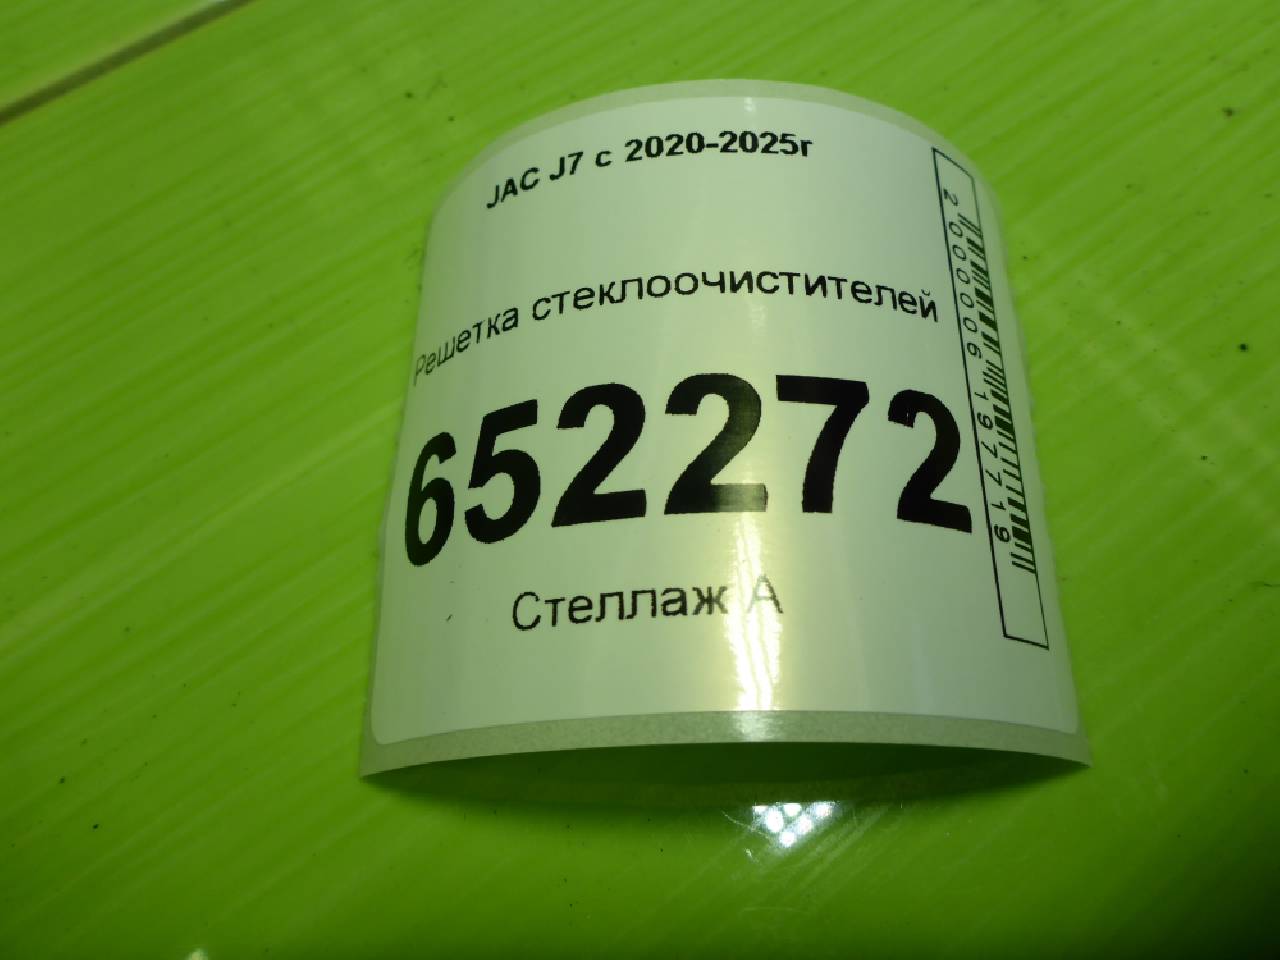 JAC J7 с 2020-2025г
Решетка стеклоочистителей
652272
Стеллаж А
2000006197719